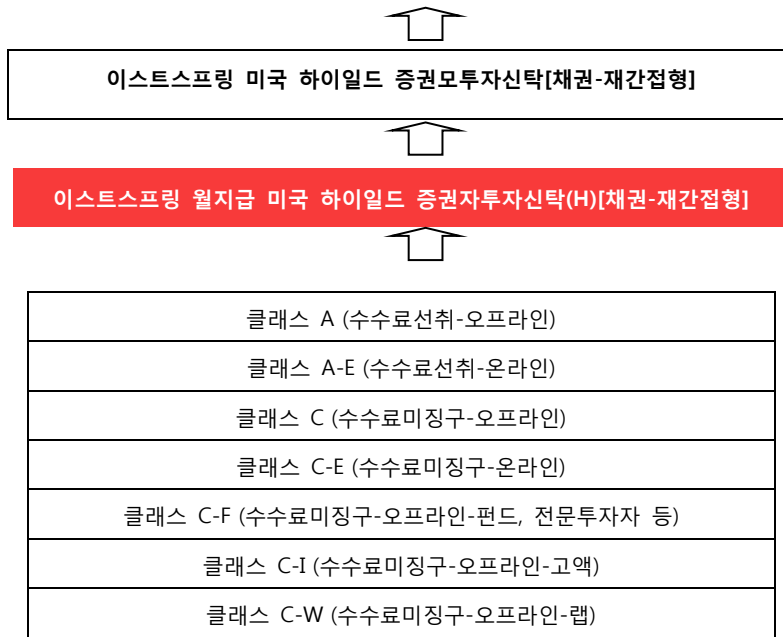 이스트스프링 미국 하이일드 증권모투자신탁[채권-재간접형]
이스트스프링 월지급 미국 하이일드 증권자투자신탁(H)[채권-재간접형]
클래스 A (수수료선취-오프라인)
클래스 A-E (수수료선취-온라인)
클래스 C (수수료미징구-오프라인)
클래스 C-E (수수료미징구-온라인)
클래스 C-F (수수료미징구-오프라인-펀드, 전문투자자 등)
클래스 C-I (수수료미징구-오프라인-고액)
클래스 C-W (수수료미징구-오프라인-랩)